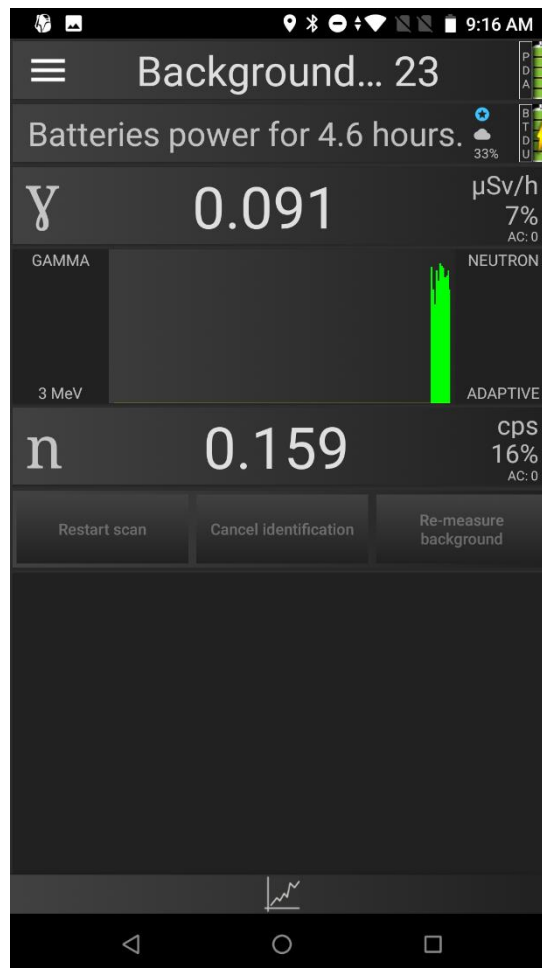 9:16 AM
Background... 23
PDA
Batteries power for 4.6 hours.
33%
BTDU
γ
0.091
µSv/h
7%
AC: 0
GAMMA
NEUTRON
3 MeV
ADAPTIVE
n
0.159
cps
16%
AC: 0
Restart scan
Cancel identification
Re-measure
background